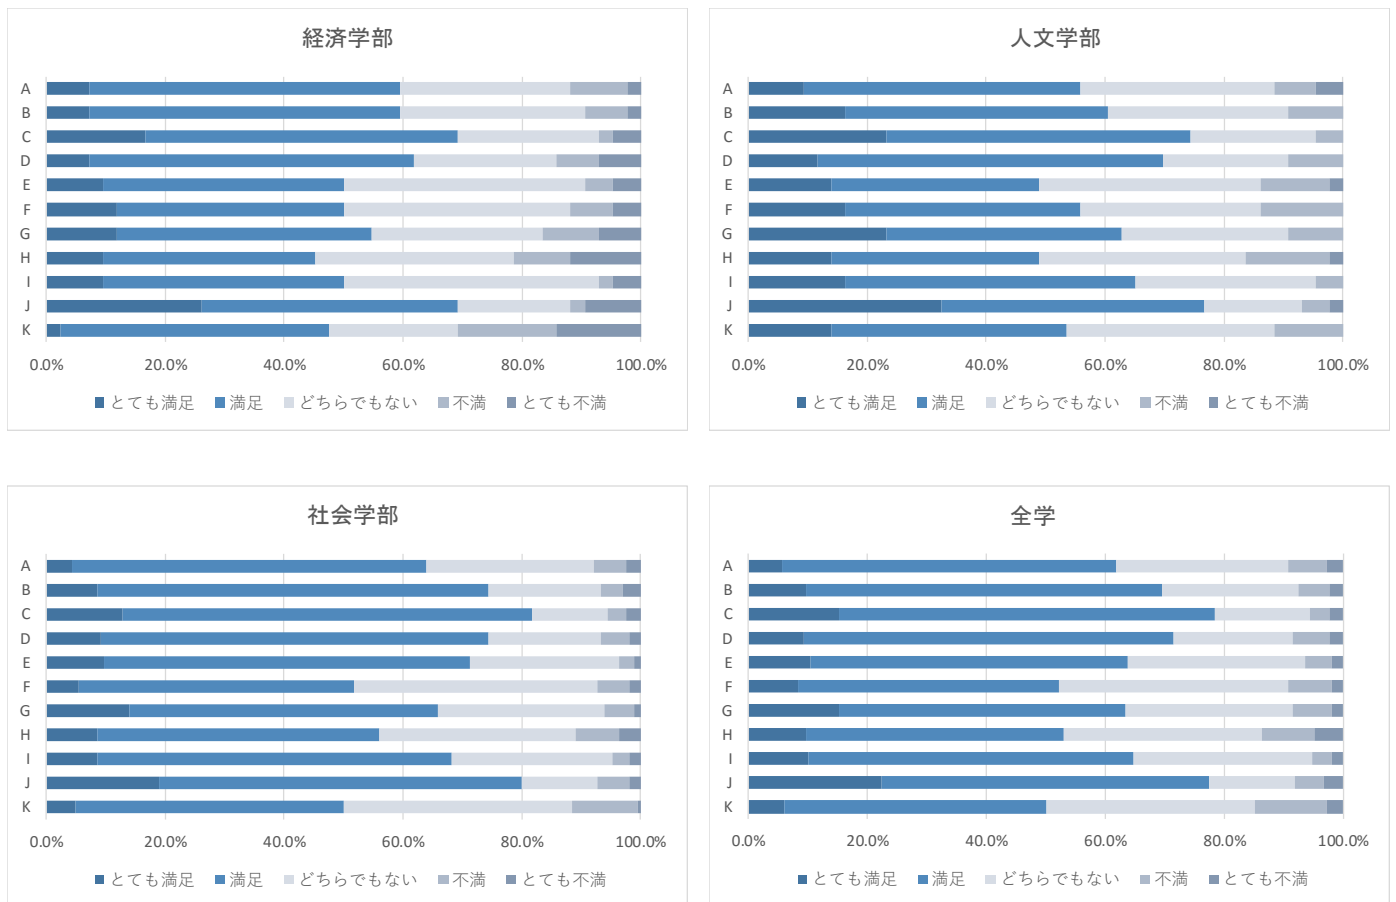 経済学部
A
B
C
D
E
F
G
H
I
J
K
0.0% 20.0% 40.0% 60.0% 80.0% 100.0%
とても満足 満足 どちらでもない 不満 とても不満
人文学部
A
B
C
D
E
F
G
H
I
J
K
0.0% 20.0% 40.0% 60.0% 80.0% 100.0%
とても満足 満足 どちらでもない 不満 とても不満
社会学部
A
B
C
D
E
F
G
H
I
J
K
0.0% 20.0% 40.0% 60.0% 80.0% 100.0%
とても満足 満足 どちらでもない 不満 とても不満
全学
A
B
C
D
E
F
G
H
I
J
K
0.0% 20.0% 40.0% 60.0% 80.0% 100.0%
とても満足 満足 どちらでもない 不満 とても不満